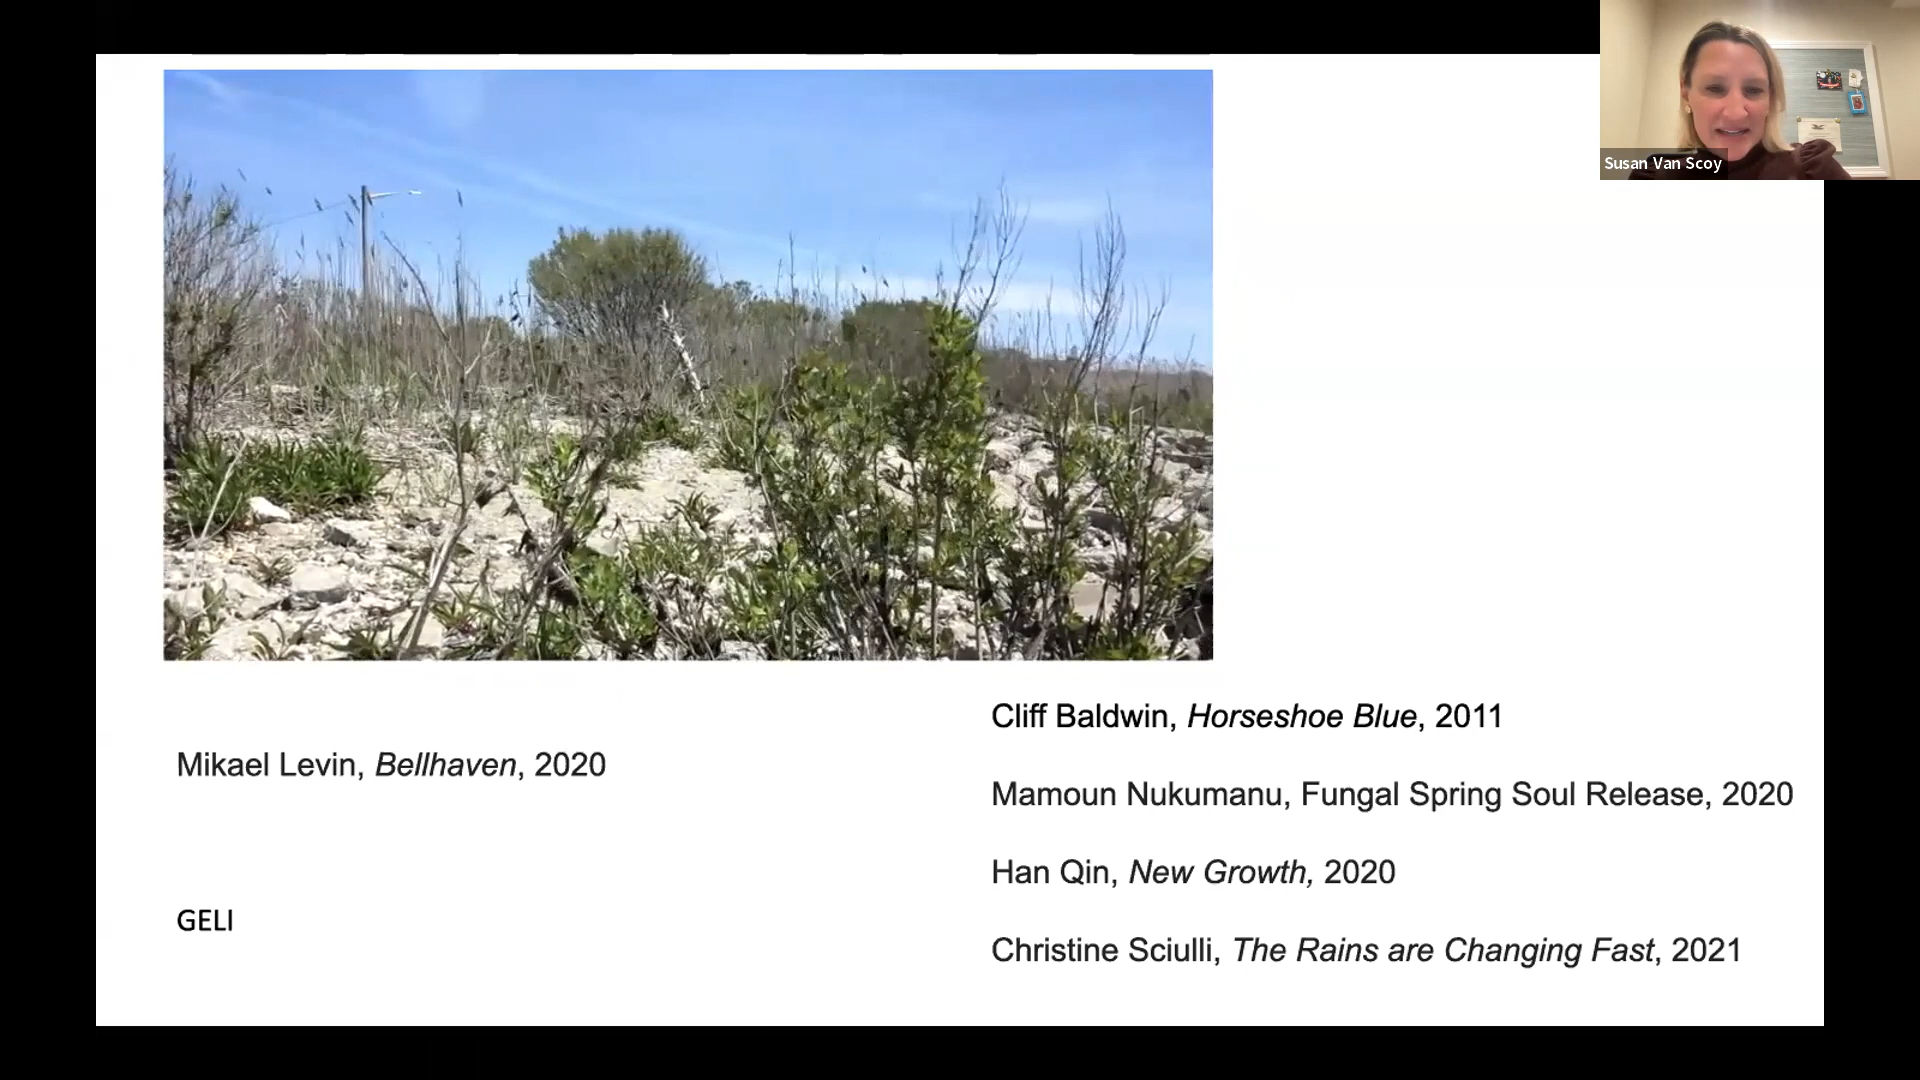 Susan Van Scoy
Cliff Baldwin, Horseshoe Blue, 2011
Mikael Levin, Bellhaven, 2020
Mamoun Nukumanu, Fungal Spring Soul Release, 2020
Han Qin, New Growth, 2020
GELI
Christine Sciulli, The Rains are Changing Fast, 2021